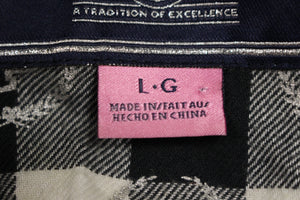 A TRADITION OF EXCELLENCE
L·G
MADE IN/FAIT AU/
HECHO EN CHINA